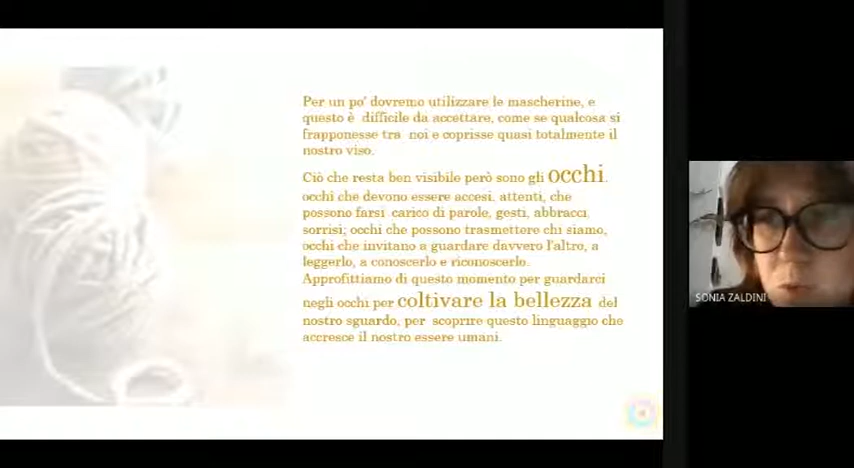 Per un po' dovremo utilizzare le mascherine, e
questo è difficile da accettare, come se qualcosa si
frapponesse tra noi e coprisse quasi totalmente il
nostro viso.
Ciò che resta ben visibile però sono gli occhi.
occhi che devono essere accesi, attenti, che
possono farsi carico di parole, gesti, abbracci,
sorrisi; occhi che possono trasmettere chi siamo,
occhi che invitano a guardare davvero l'altro, a
leggerlo, a conoscerlo e riconoscerlo.
Approfittiamo di questo momento per guardarci
negli occhi per coltivare la bellezza del
nostro sguardo, per scoprire questo linguaggio che
accresce il nostro essere umani.
SONIA ZALDINI